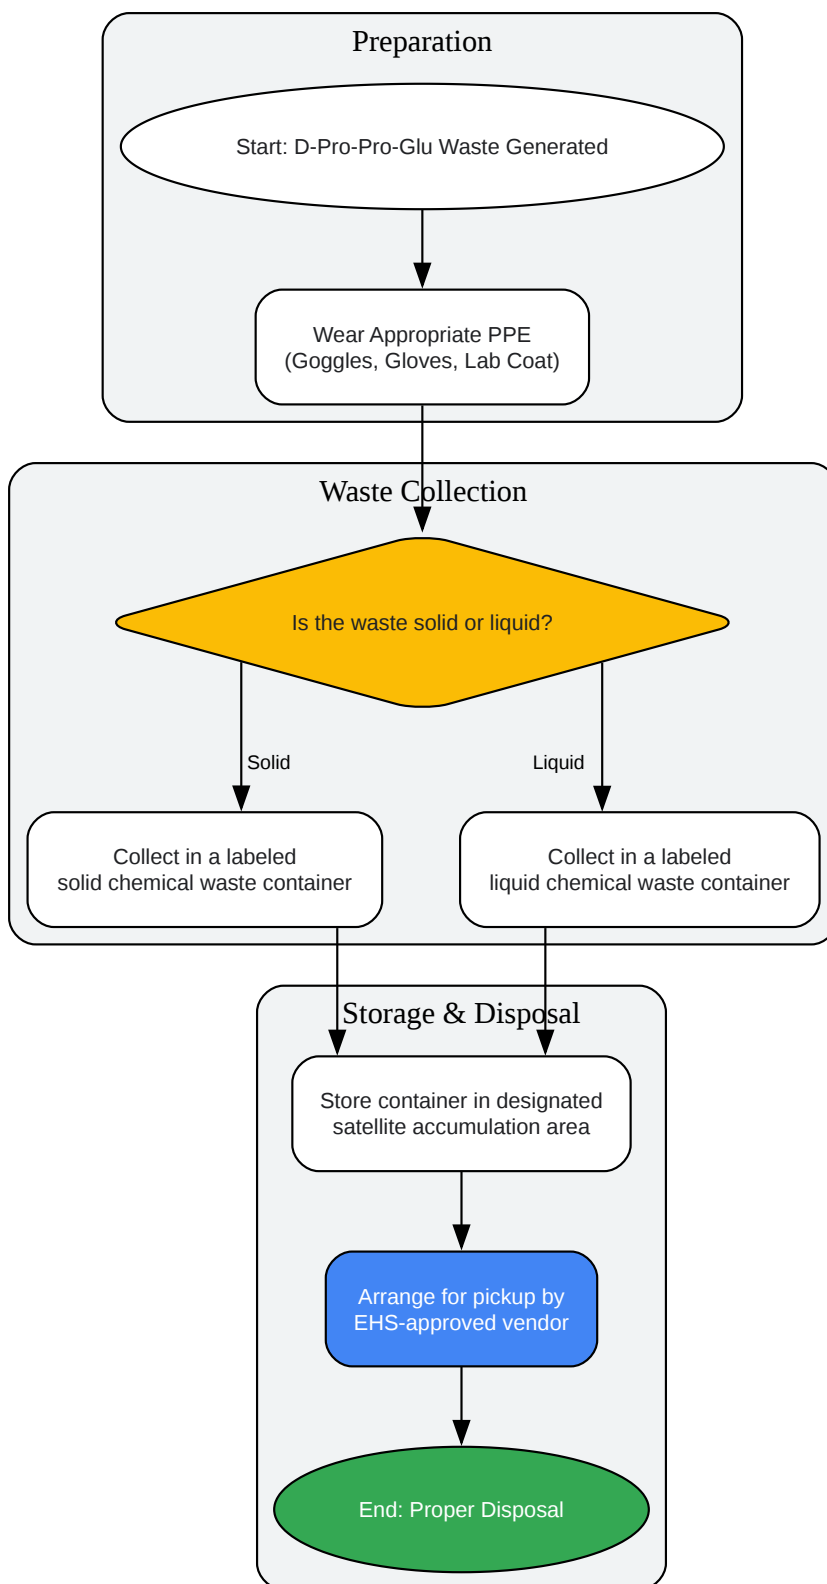 Preparation
Start: D-Pro-Pro-Glu Waste Generated
Wear Appropriate PPE
(Goggles, Gloves, Lab Coat)
Waste Collection
Is the waste solid or liquid?
Solid
Liquid
Collect in a labeled
solid chemical waste container
Collect in a labeled
liquid chemical waste container
Storage & Disposal
Store container in designated
satellite accumulation area
Arrange for pickup by
EHS-approved vendor
End: Proper Disposal